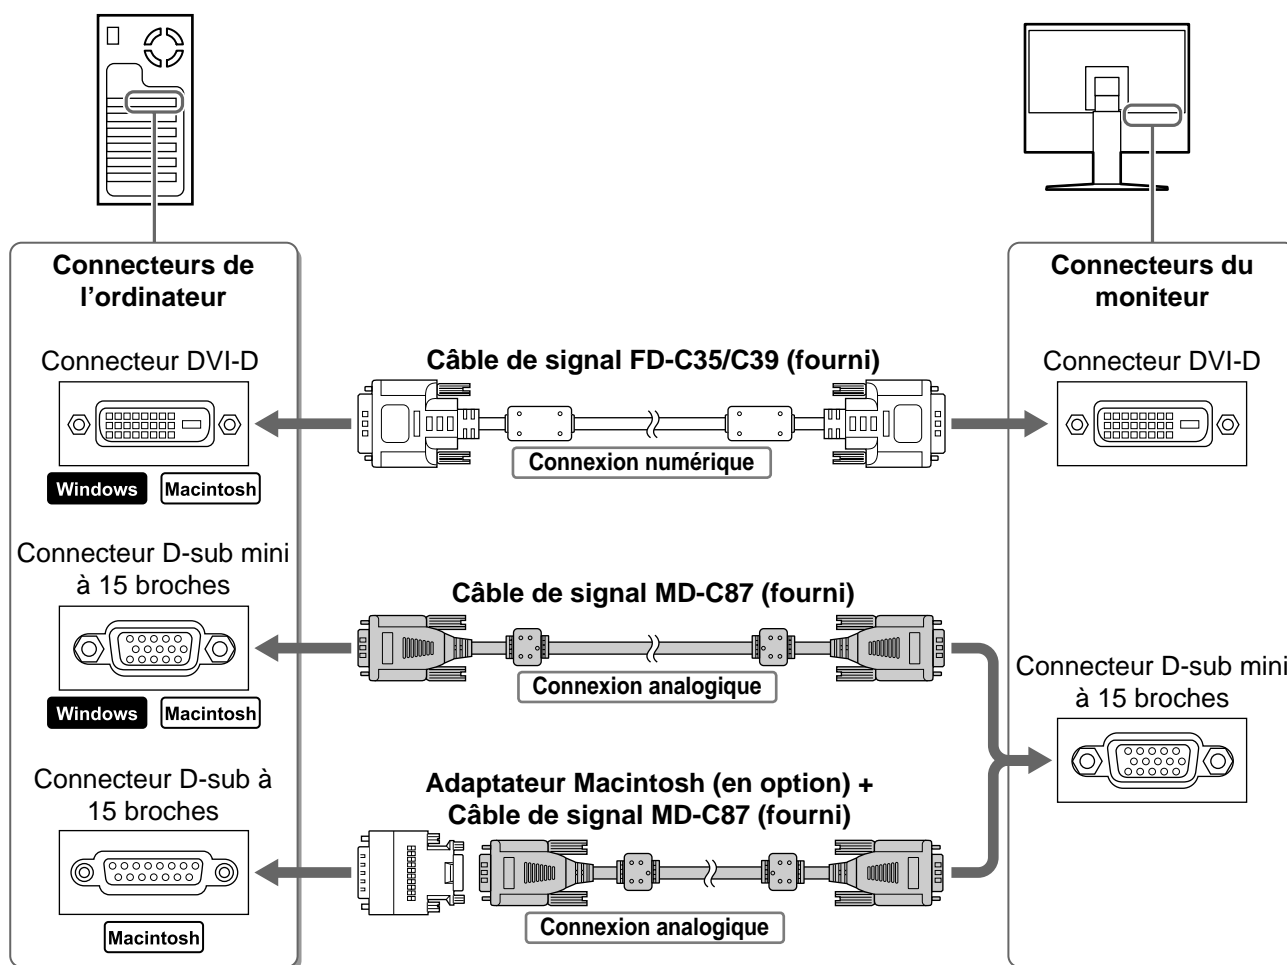 Connecteurs de
l’ordinateur
Connecteurs du
moniteur
Connecteur DVI-D
Windows
Macintosh
Câble de signal FD-C35/C39 (fourni)
Connexion numérique
Connecteur DVI-D
Connecteur D-sub mini
à 15 broches
Windows
Macintosh
Câble de signal MD-C87 (fourni)
Connexion analogique
Connecteur D-sub mini
à 15 broches
Connecteur D-sub à
15 broches
Macintosh
Adaptateur Macintosh (en option) +
Câble de signal MD-C87 (fourni)
Connexion analogique